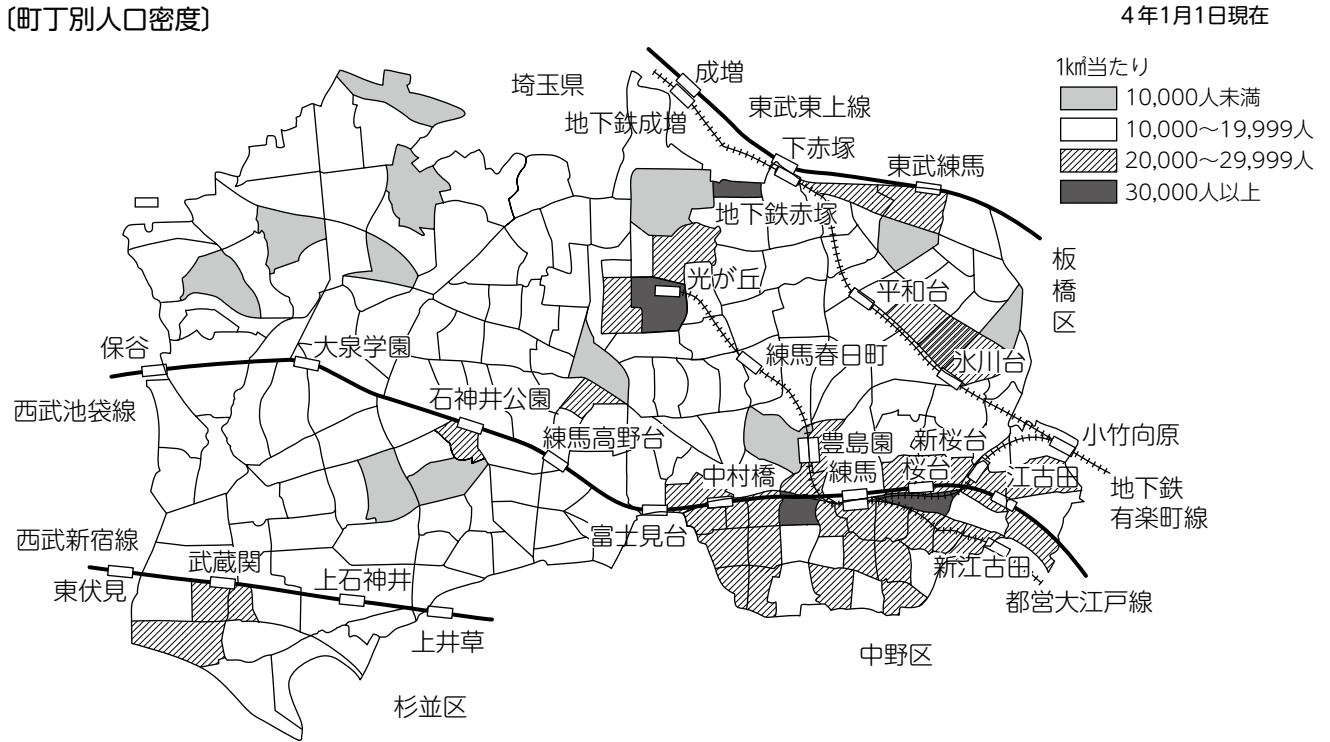 〔町丁別人口密度〕
4年1月1日現在
1k㎡当たり
10,000人未満
10,000～19,999人
20,000～29,999人
30,000人以上
埼玉県
成増
地下鉄成増
東武東上線
下赤塚
東武練馬
地下鉄赤塚
板橋区
光が丘
平和台
保谷
大泉学園
練馬春日町
氷川台
西武池袋線
石神井公園
練馬高野台
豊島園
新桜台
小竹向原
中村橋
練馬
桜台
江古田
地下鉄
有楽町線
西武新宿線
富士見台
武蔵関
東伏見
上石神井
新江古田
都営大江戸線
上井草
中野区
杉並区